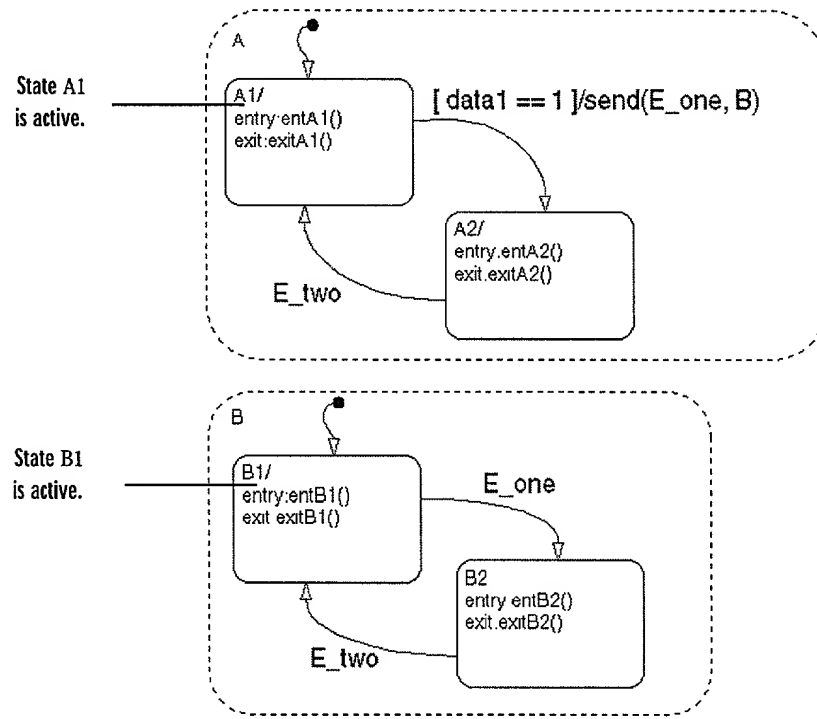 A
State A1
is active.
A1/
entry:entA1()
exit:exitA1()
[ data1 == 1 ]/send(E_one, B)
A2/
entry.entA2()
exit.exitA2()
E_two
B
State B1
is active.
B1/
entry:entB1()
exit exitB1()
E_one
B2
entry entB2()
exit.exitB2()
E_two